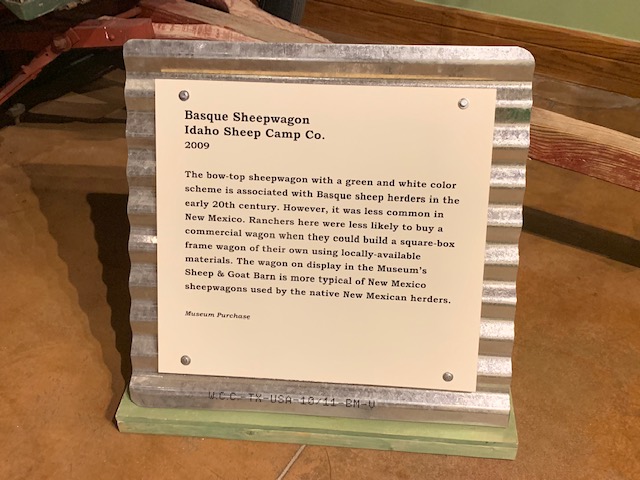 Basque Sheepwagon
Idaho Sheep Camp Co.
2009
The bow-top sheepwagon with a green and white color
scheme is associated with Basque sheep herders in the
early 20th century. However, it was less common in
New Mexico. Ranchers here were less likely to buy a
commercial wagon when they could build a square-box
frame wagon of their own using locally-available
materials. The wagon on display in the Museum's
Sheep & Goat Barn is more typical of New Mexico
sheepwagons used by the native New Mexican herders.
Museum Purchase
W.C.C. TX-USA 10/11 BM-V